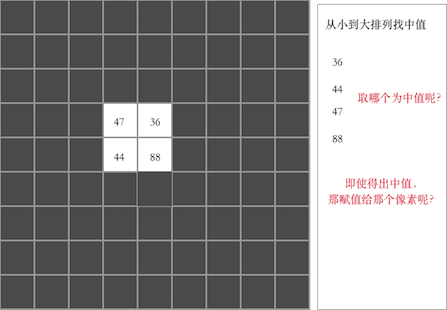 47 36
44 88
从小到大排列找中值
36
44
取哪个为中值呢?
47
88
即使得出中值,
那赋值给那个像素呢?